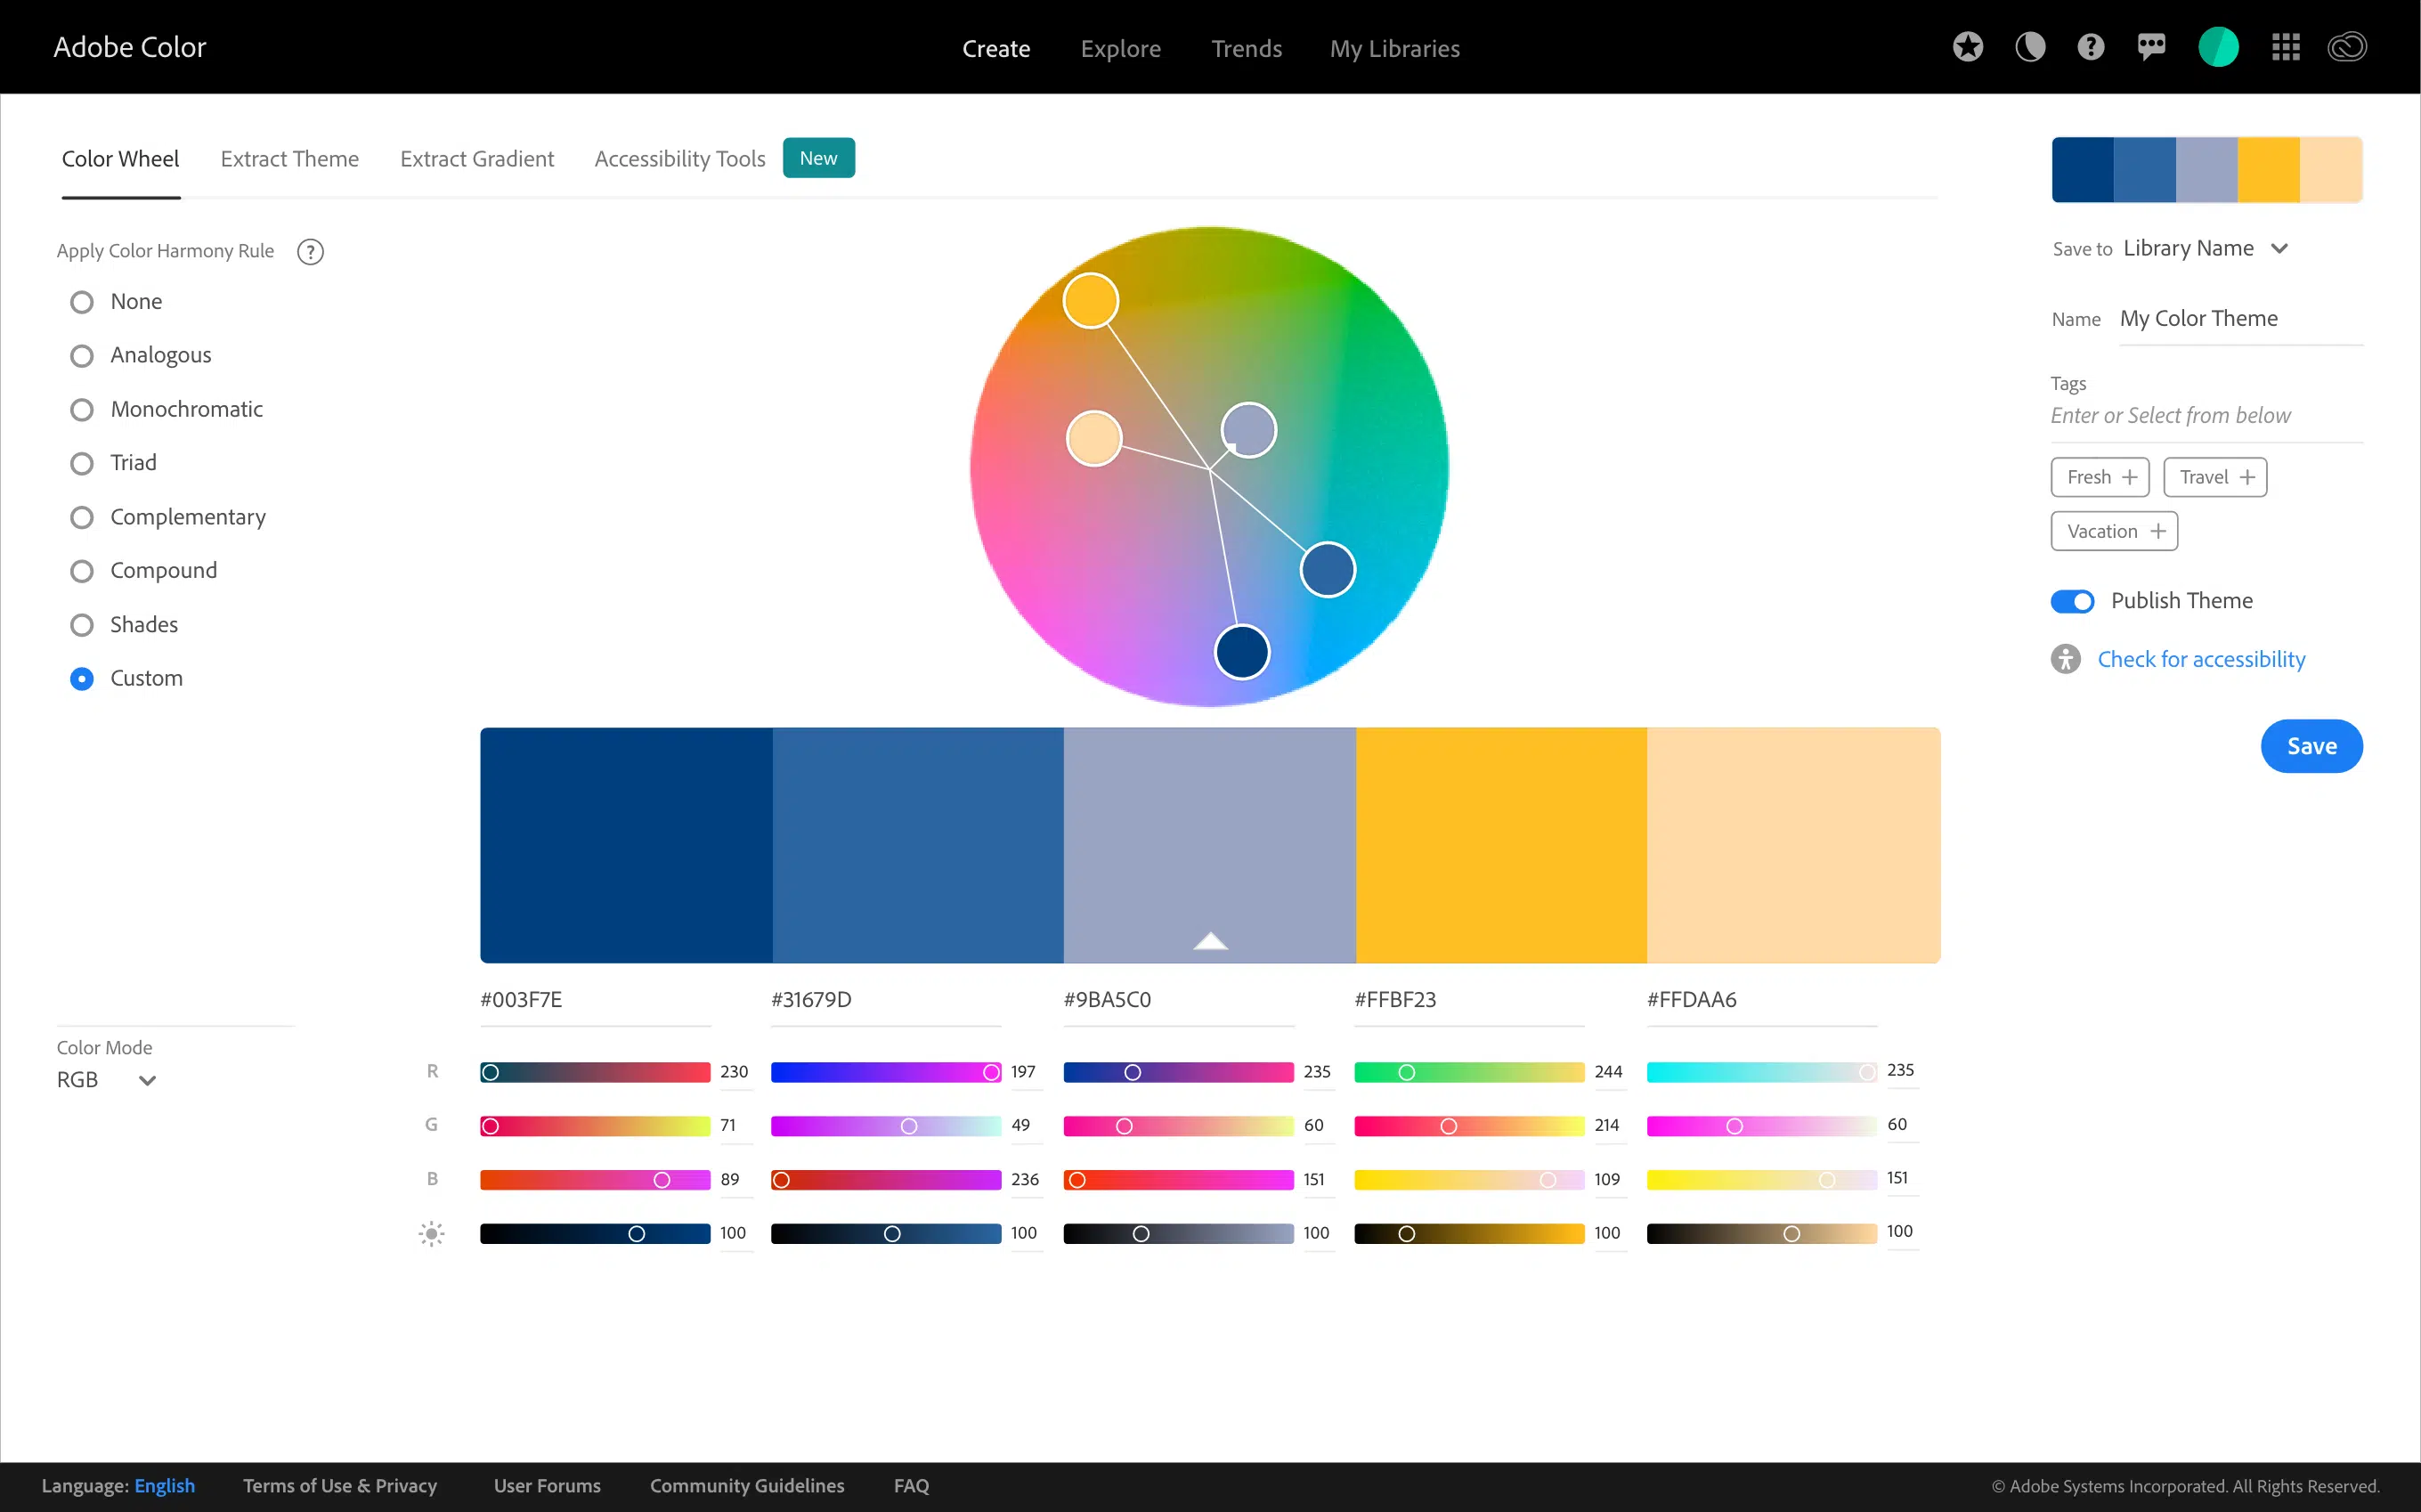 Adobe Color
Create Explore Trends My Libraries
Color Wheel Extract Theme Extract Gradient Accessibility Tools New
Apply Color Harmony Rule ?
None
Analogous
Monochromatic
Triad
Complementary
Compound
Shades
Custom
Save to Library Name
Name My Color Theme
Tags
Enter or Select from below
Fresh + Travel +
Vacation +
Publish Theme
Check for accessibility
Save
#003F7E #31679D #9BA5C0 #FFBF23 #FFDAA6
Color Mode
RGB
R 230 197 235 244 235
G 71 49 60 214 60
B 89 236 151 109 151
100 100 100 100 100
Language: English Terms of Use & Privacy User Forums Community Guidelines FAQ © Adobe Systems Incorporated. All Rights Reserved.